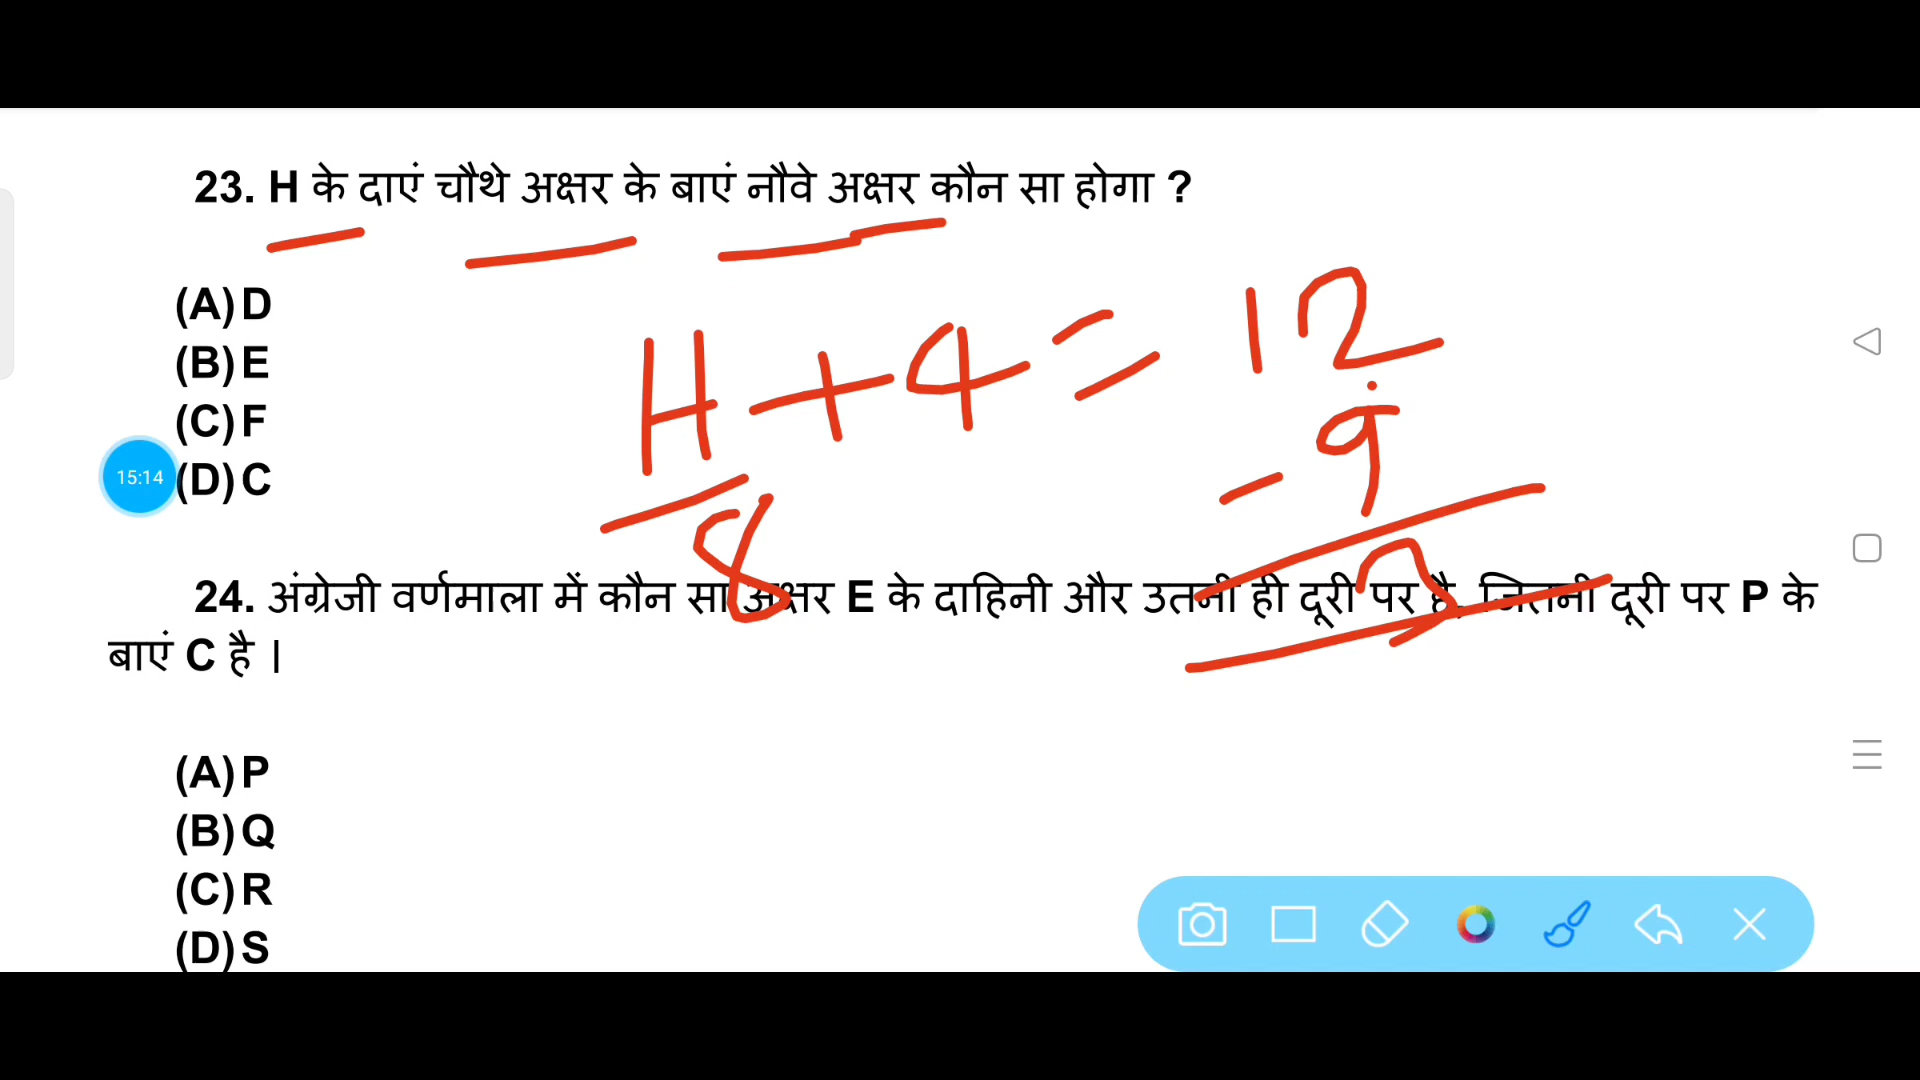 23. H के दाएं चौथे अक्षर के बाएं नौवे अक्षर कौन सा होगा ?
(A) D
(B) E
(C) F
(D) C
15:14
H+4=12
8
-9
3
24. अंग्रेजी वर्णमाला में कौन सा अक्षर E के दाहिनी और उतनी ही दूरी पर है, जितनी दूरी पर P के
बाएं C है ।
(A) P
(B) Q
(C) R
(D) S